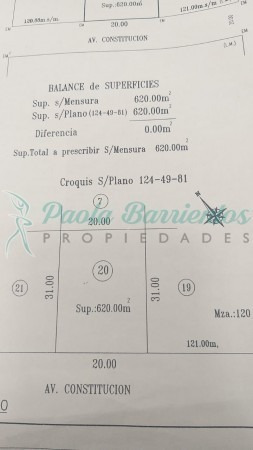 Sup.:620.00m²
120.00m s/m
121.00m s/m
20.00
AV. CONSTITUCION
BALANCE de SUPERFICIES
Sup. s/Mensura 620.00m²
Sup. s/Plano (124-49-81) 620.00m²
Diferencia 0.00m²
Sup.Total a prescribir S/Mensura 620.00m²
Croquis S/Plano 124-49-81
7
Paola Barrientos
20.00
PROPIEDADES
20
21
31.00
31.00
19
Sup.:620.00m²
Mza.:120
121.00m,
20.00
AV. CONSTITUCION